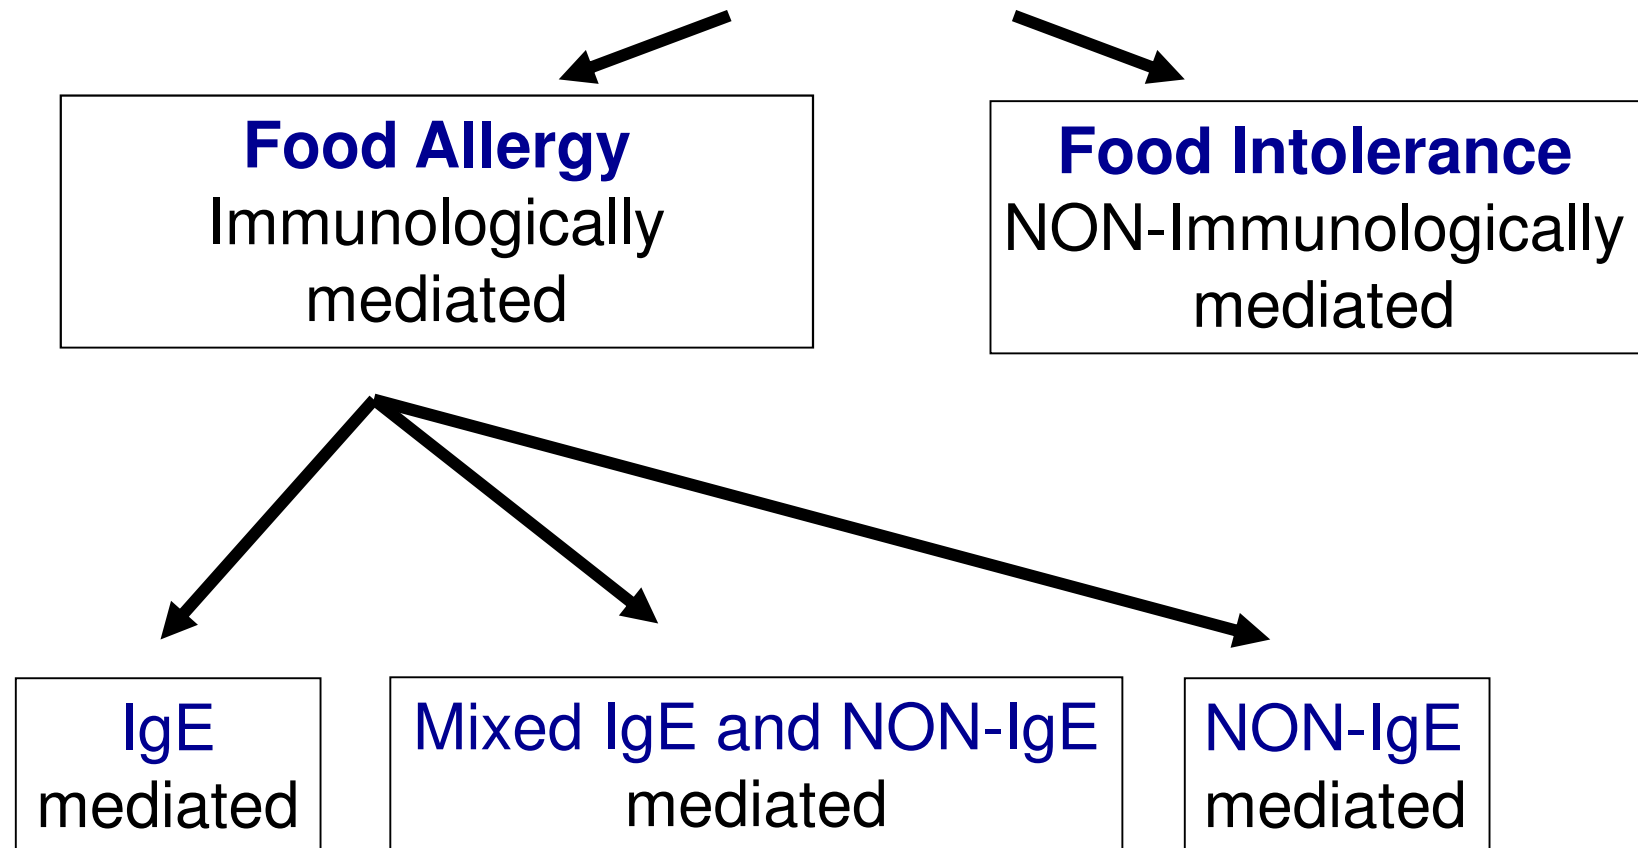 Food Allergy
Immunologically
mediated
Food Intolerance
NON-Immunologically
mediated
IgE
mediated
Mixed IgE and NON-IgE
mediated
NON-IgE
mediated